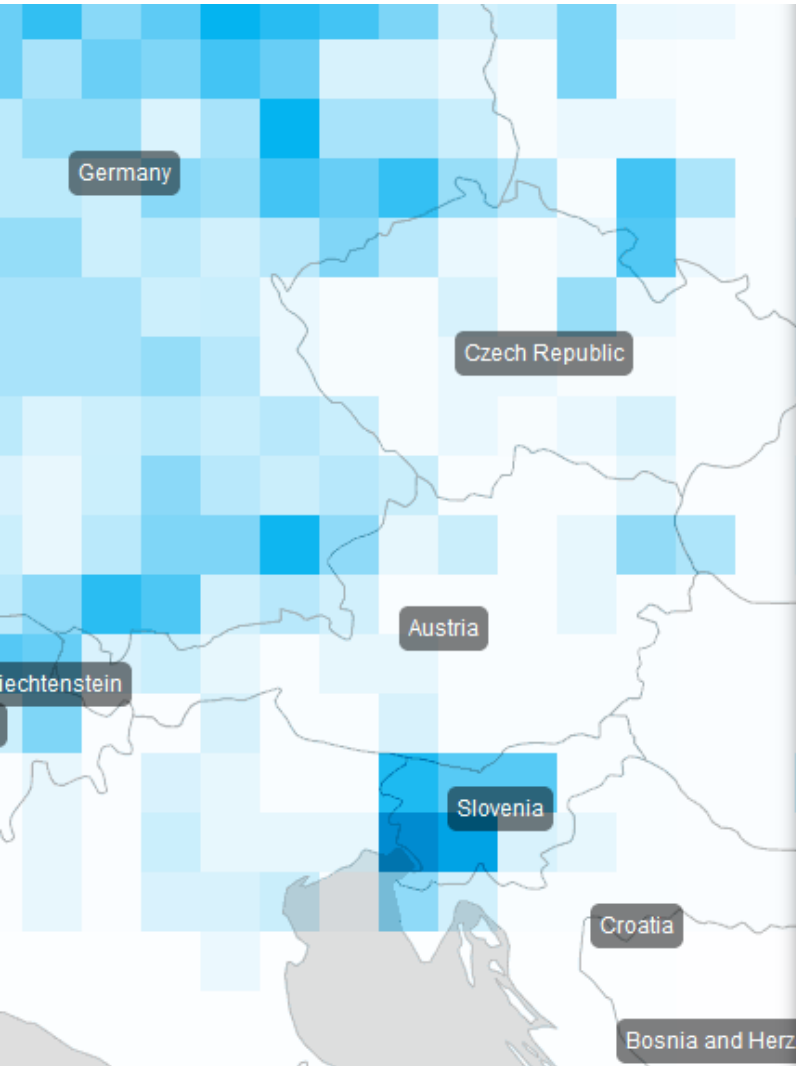 Germany
Czech Republic
Austria
iechtenstein
Slovenia
Croatia
Bosnia and Herz